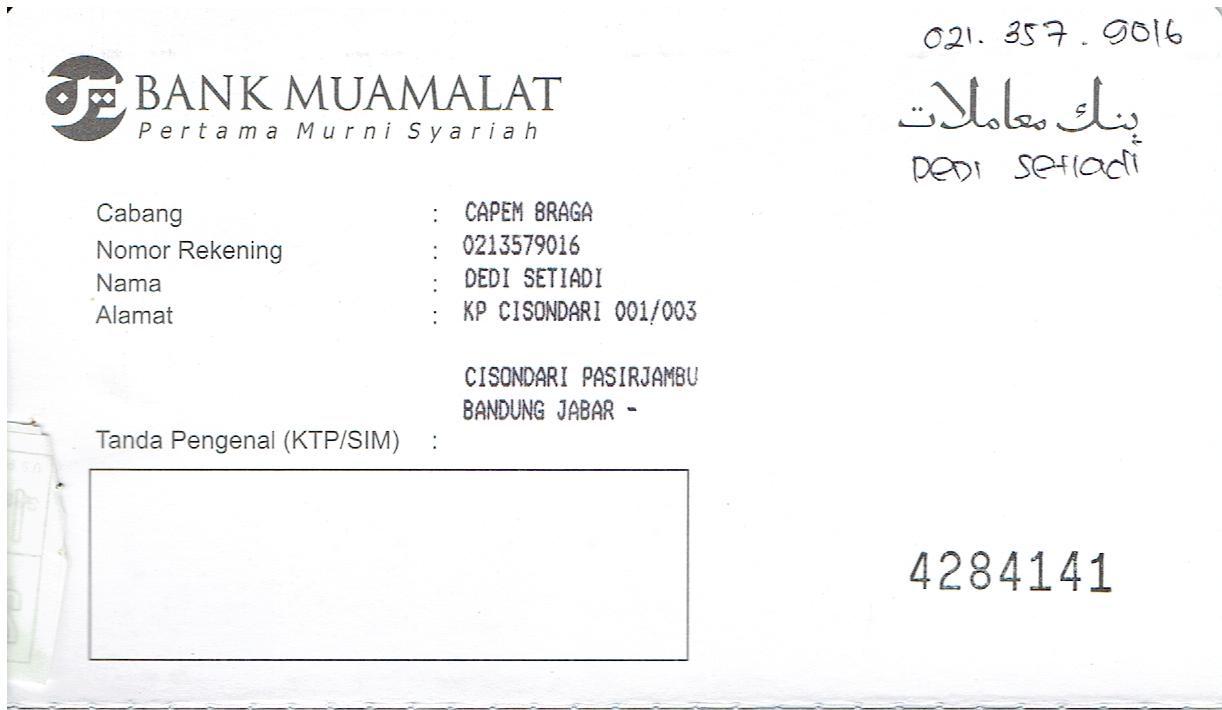 021. 357. 9016
BANK MUAMALAT
Pertama Murni Syariah
بنك معاملات
DEDI Setiadi
Cabang : CAPEM BRAGA
Nomor Rekening : 0213579016
Nama : DEDI SETIADI
Alamat : KP CISONDARI 001/003
CISONDARI PASIRJAMBU
BANDUNG JABAR -
Tanda Pengenal (KTP/SIM) :
4284141